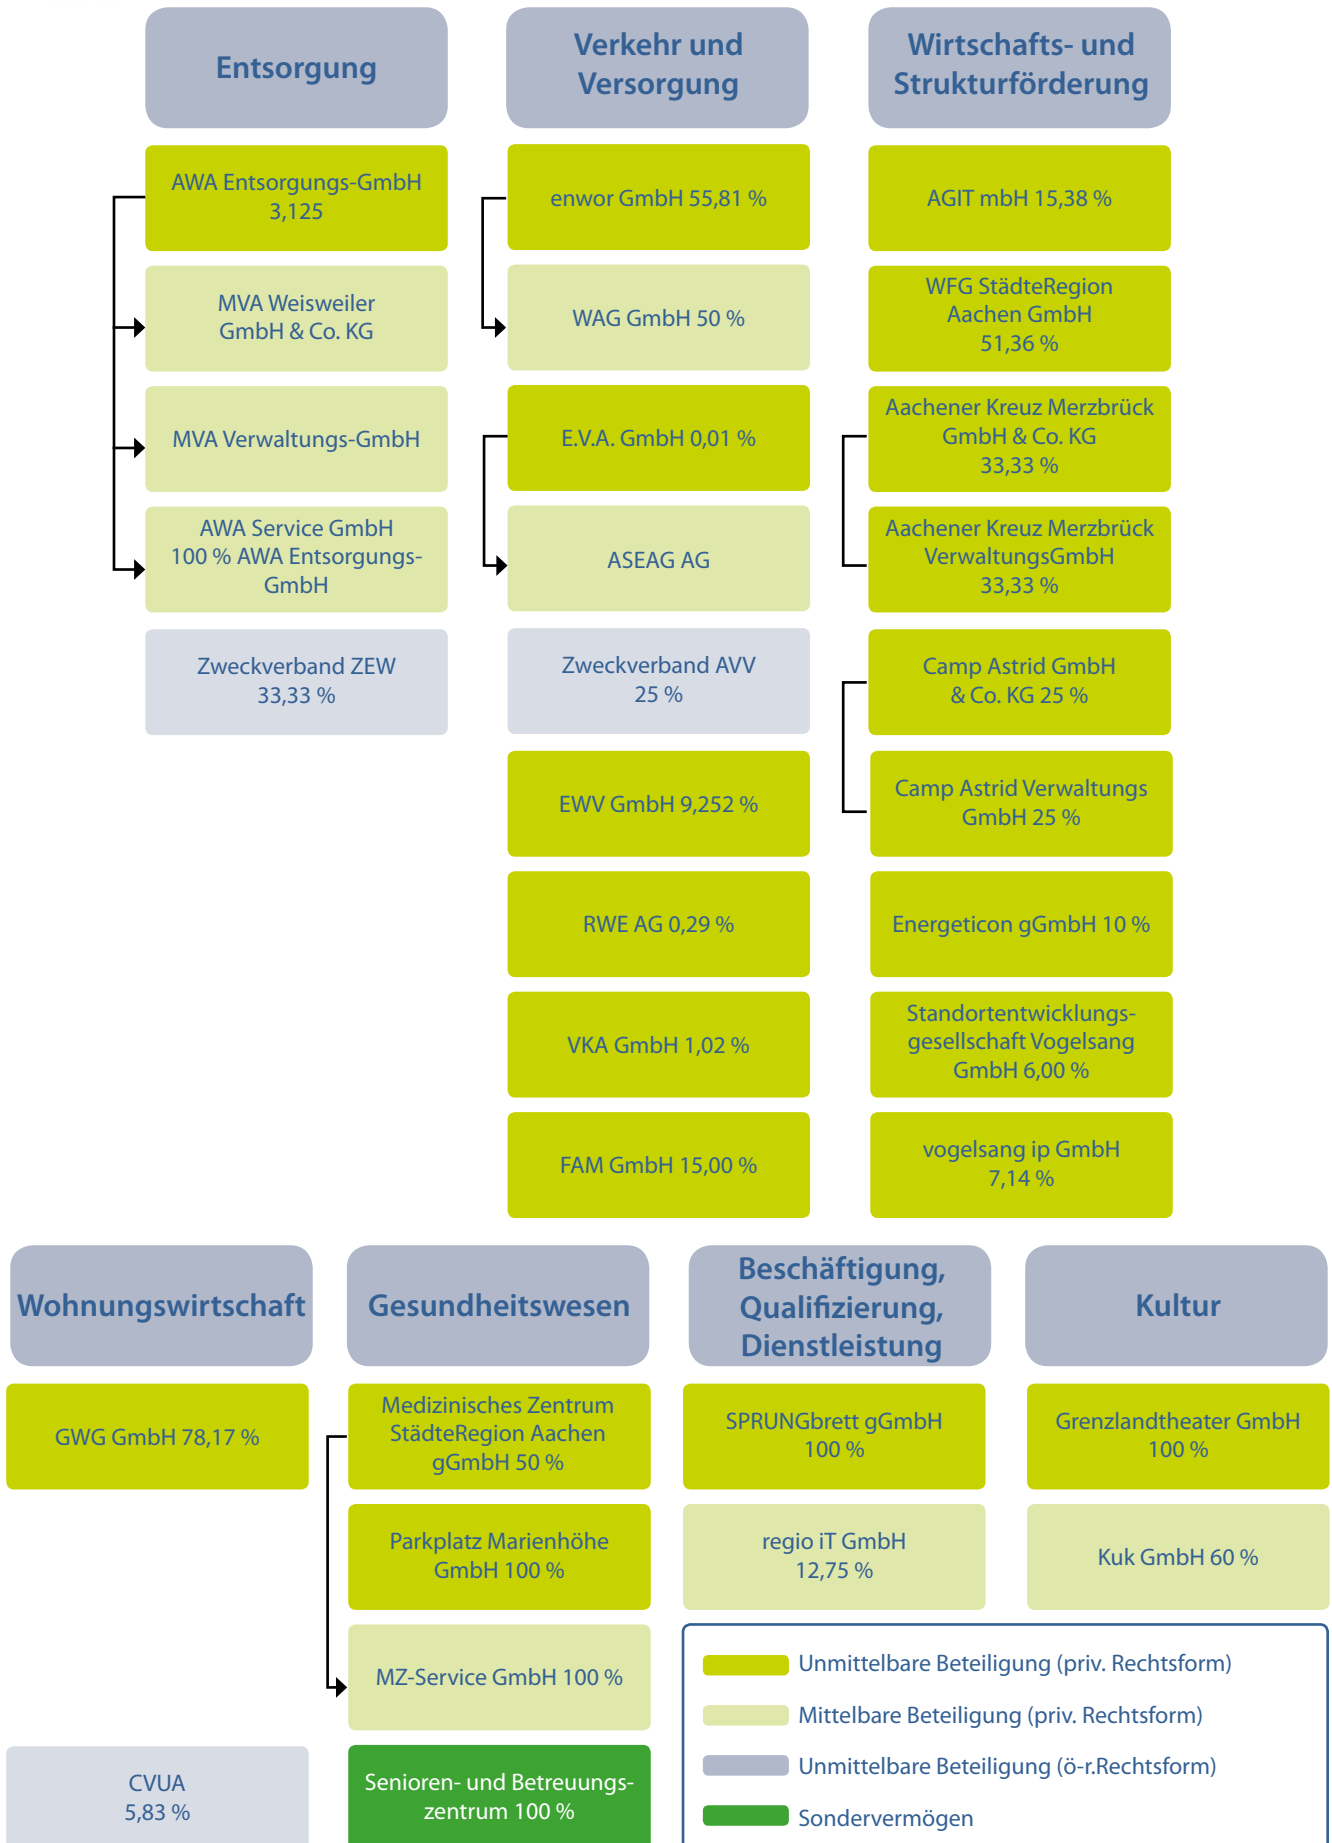 Entsorgung
AWA Entsorgungs-GmbH
3,125
MVA Weisweiler
GmbH & Co. KG
MVA Verwaltungs-GmbH
AWA Service GmbH
100 % AWA Entsorgungs-
GmbH
Zweckverband ZEW
33,33 %
Verkehr und
Versorgung
enwor GmbH 55,81 %
WAG GmbH 50 %
E.V.A. GmbH 0,01 %
ASEAG AG
Zweckverband AVV
25 %
EWV GmbH 9,252 %
RWE AG 0,29 %
VKA GmbH 1,02 %
FAM GmbH 15,00 %
Wirtschafts- und
Strukturförderung
AGIT mbH 15,38 %
WFG StädteRegion
Aachen GmbH
51,36 %
Aachener Kreuz Merzbrück
GmbH & Co. KG
33,33 %
Aachener Kreuz Merzbrück
VerwaltungsGmbH
33,33 %
Camp Astrid GmbH
& Co. KG 25 %
Camp Astrid Verwaltungs
GmbH 25 %
Energeticon gGmbH 10 %
Standortentwicklungs-
gesellschaft Vogelsang
GmbH 6,00 %
vogelsang ip GmbH
7,14 %
Wohnungswirtschaft
GWG GmbH 78,17 %
CVUA
5,83 %
Gesundheitswesen
Medizinisches Zentrum
StädteRegion Aachen
gGmbH 50 %
Parkplatz Marienhöhe
GmbH 100 %
MZ-Service GmbH 100 %
Senioren- und Betreuungs-
zentrum 100 %
Beschäftigung,
Qualifizierung,
Dienstleistung
SPRUNGbrett gGmbH
100 %
regio iT GmbH
12,75 %
Kultur
Grenzlandtheater GmbH
100 %
Kuk GmbH 60 %
Unmittelbare Beteiligung (priv. Rechtsform)
Mittelbare Beteiligung (priv. Rechtsform)
Unmittelbare Beteiligung (ö-r.Rechtsform)
Sondervermögen